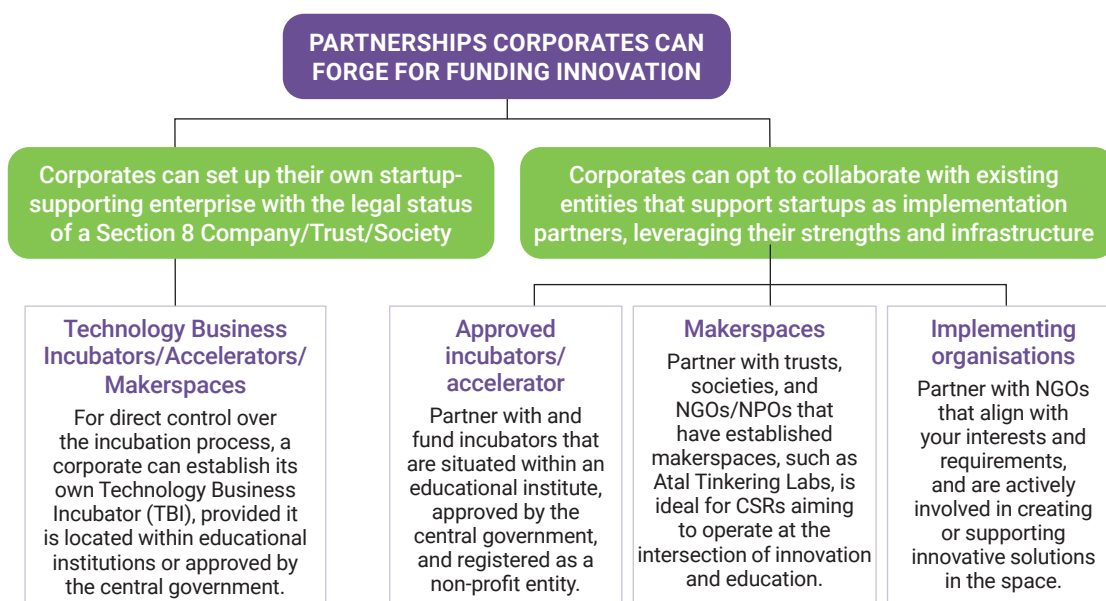 PARTNERSHIPS CORPORATES CAN
FORGE FOR FUNDING INNOVATION
Corporates can set up their own startup-
supporting enterprise with the legal status
of a Section 8 Company/Trust/Society
Corporates can opt to collaborate with existing
entities that support startups as implementation
partners, leveraging their strengths and infrastructure
Technology Business
Incubators/Accelerators/
Makerspaces
For direct control over
the incubation process, a
corporate can establish its
own Technology Business
Incubator (TBI), provided it
is located within educational
institutions or approved by
the central government.
Approved
incubators/
accelerator
Partner with and
fund incubators that
are situated within an
educational institute,
approved by the
central government,
and registered as a
non-profit entity.
Makerspaces
Partner with trusts,
societies, and
NGOs/NPOs that
have established
makerspaces, such as
Atal Tinkering Labs, is
ideal for CSRs aiming
to operate at the
intersection of innovation
and education.
Implementing
organisations
Partner with NGOs
that align with
your interests and
requirements,
and are actively
involved in creating
or supporting
innovative solutions
in the space.